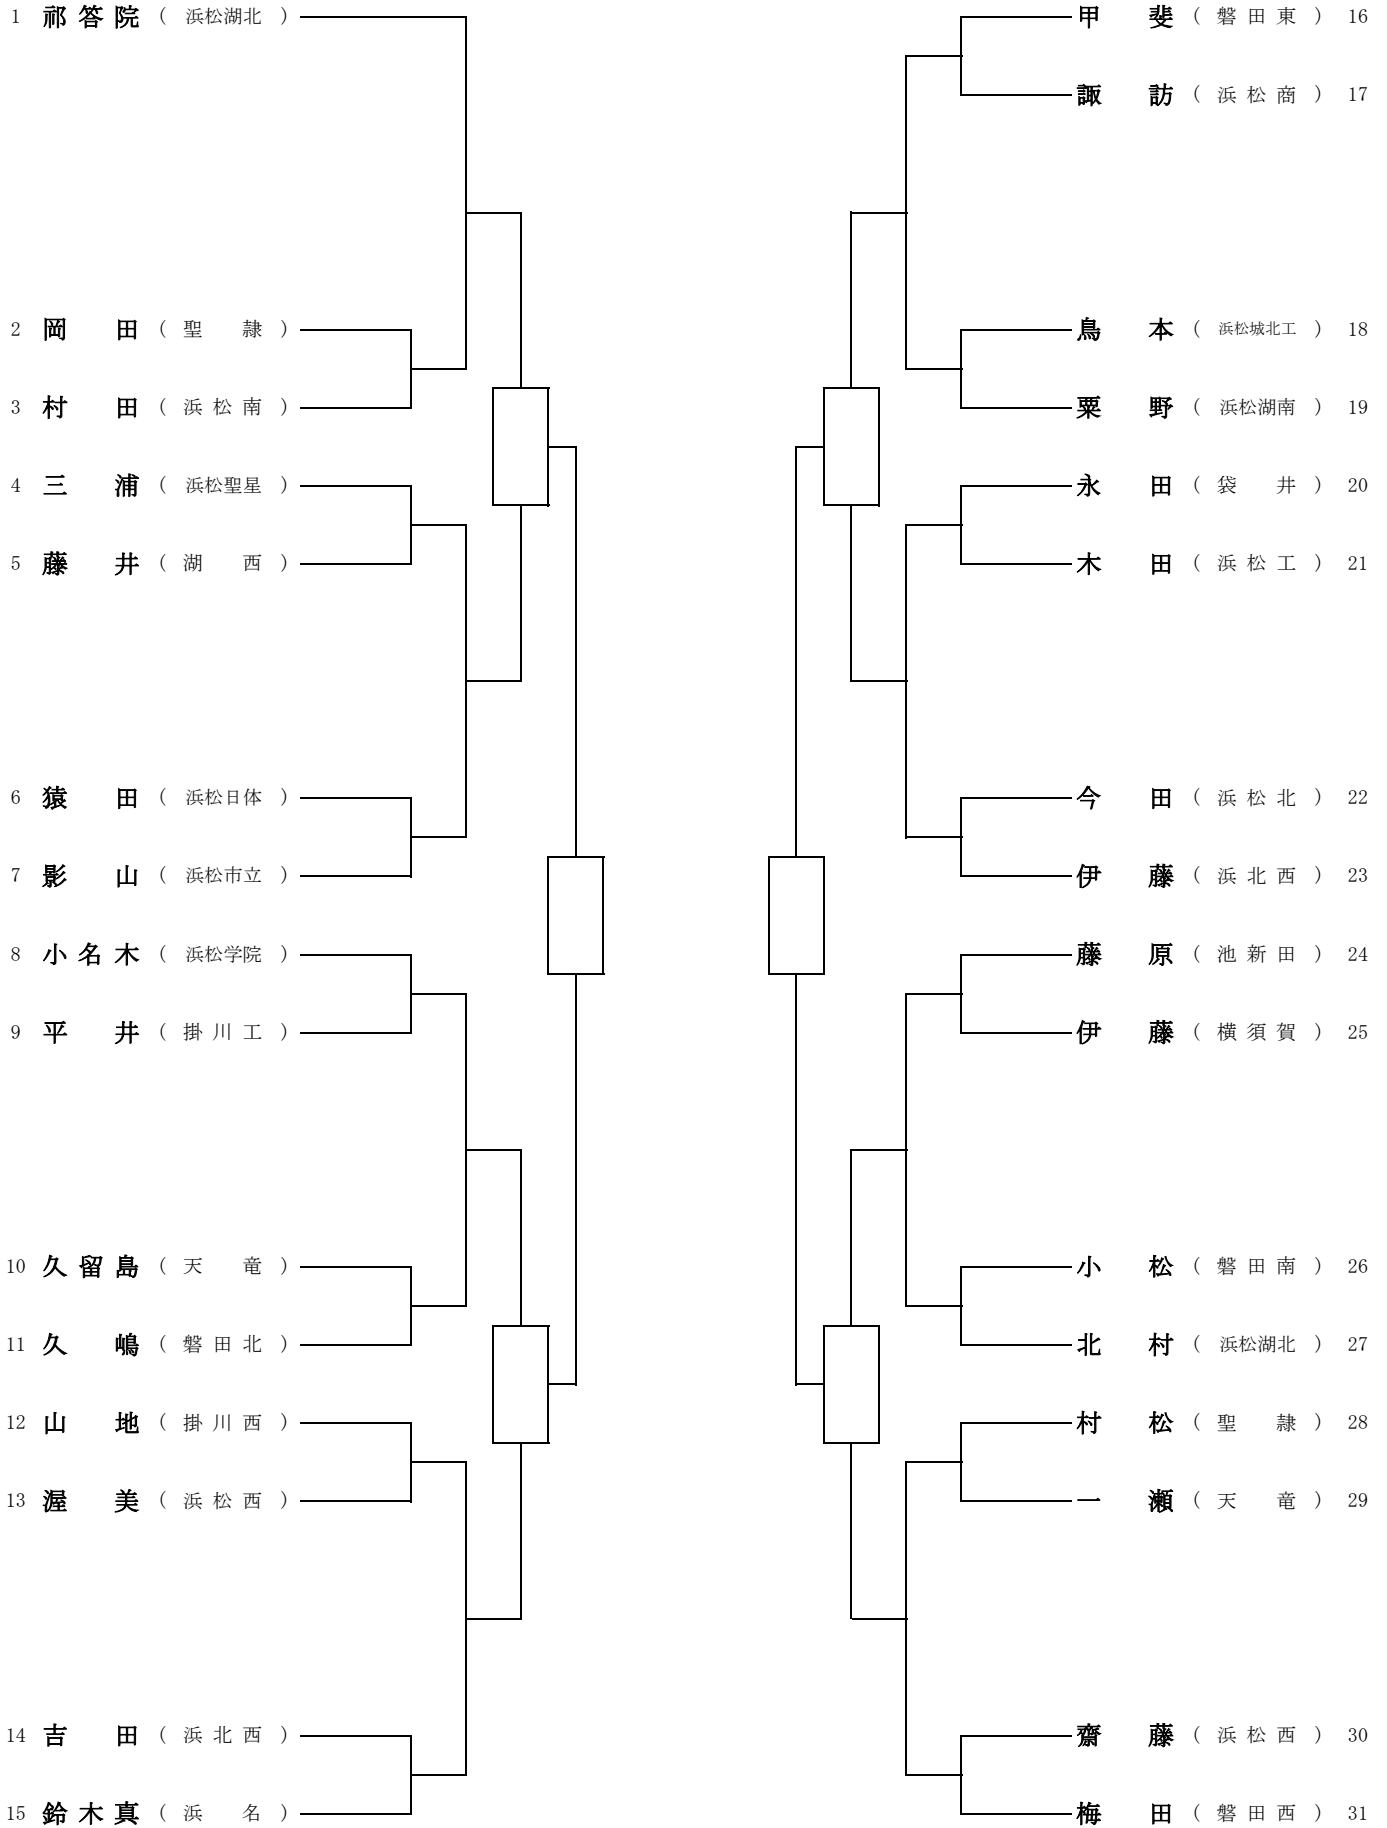 1 祁答院 ( 浜松湖北 )
2 岡田 ( 聖隷 )
3 村田 ( 浜松南 )
4 三浦 ( 浜松聖星 )
5 藤井 ( 湖西 )
6 猿田 ( 浜松日体 )
7 影山 ( 浜松市立 )
8 小名木 ( 浜松学院 )
9 平井 ( 掛川工 )
10 久留島 ( 天竜 )
11 久嶋 ( 磐田北 )
12 山地 ( 掛川西 )
13 渥美 ( 浜松西 )
14 吉田 ( 浜北西 )
15 鈴木真 ( 浜名 )
甲斐 ( 磐田東 ) 16
諏訪 ( 浜松商 ) 17
鳥本 ( 浜松城北工 ) 18
粟野 ( 浜松湖南 ) 19
永田 ( 袋井 ) 20
木田 ( 浜松工 ) 21
今田 ( 浜松北 ) 22
伊藤 ( 浜北西 ) 23
藤原 ( 池新田 ) 24
伊藤 ( 横須賀 ) 25
小松 ( 磐田南 ) 26
北村 ( 浜松湖北 ) 27
村松 ( 聖隷 ) 28
一瀬 ( 天竜 ) 29
齋藤 ( 浜松西 ) 30
梅田 ( 磐田西 ) 31